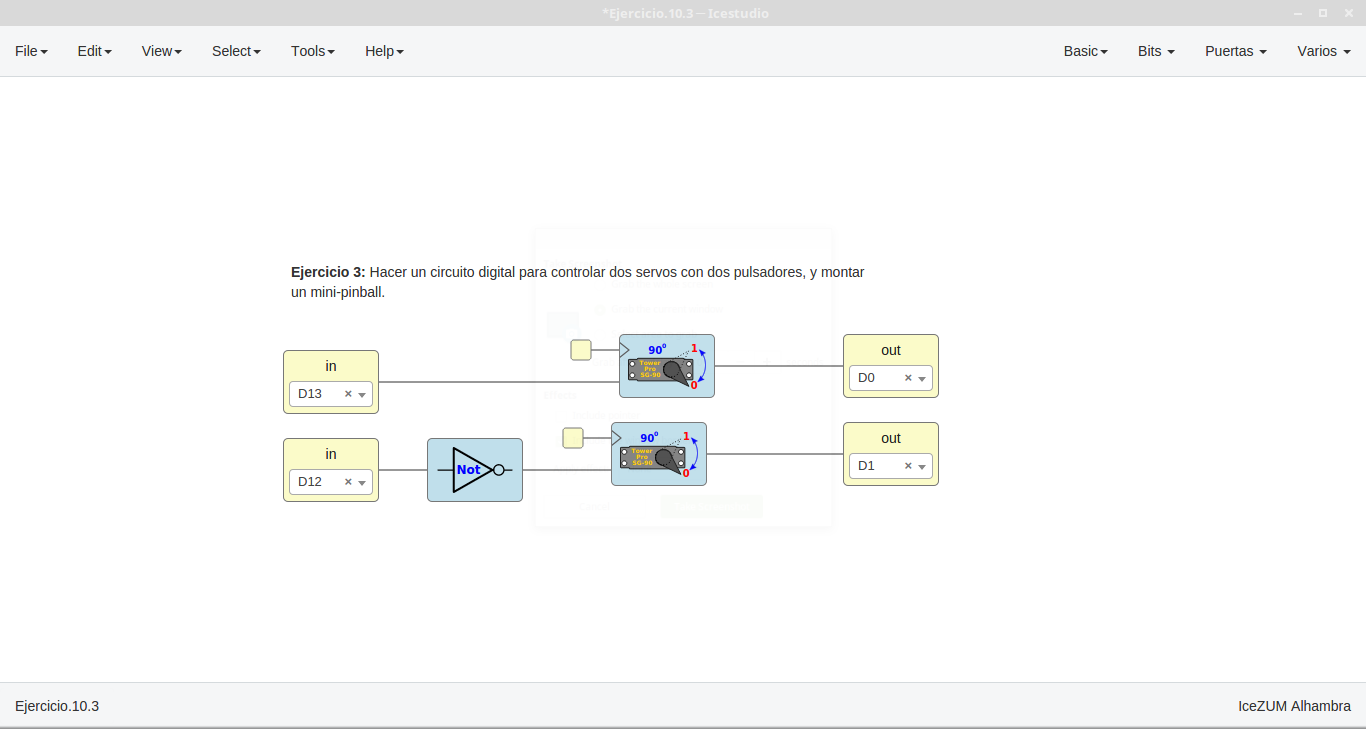 *Ejercicio.10.3 ─ Icestudio
File Edit View Select Tools Help Basic Bits Puertas Varios
Ejercicio 3: Hacer un circuito digital para controlar dos servos con dos pulsadores, y montar
un mini-pinball.
in
D13 ×
90º 1
Tower
Pro
SG-90
0
out
D0 ×
in
D12 ×
Not
90º 1
Tower
Pro
SG-90
0
out
D1 ×
Ejercicio.10.3 IceZUM Alhambra